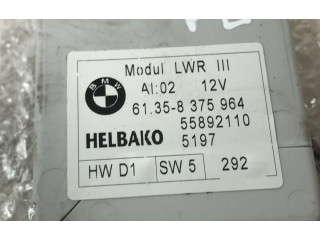 Modul LWR III
BMW
AI:02 12V
61.35-8 375 964
55892110
HELBAKO 5197
HW D1 SW 5 292